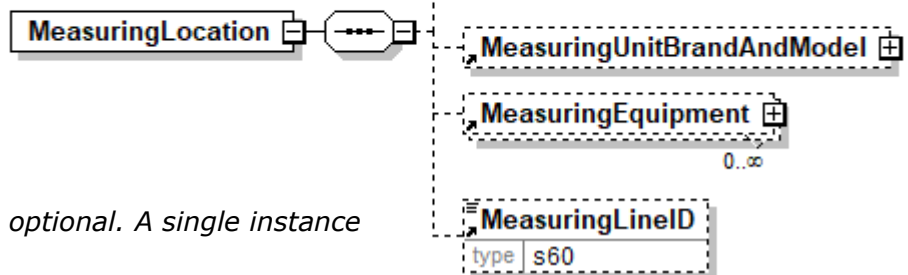 MeasuringLocation
MeasuringUnitBrandAndModel
MeasuringEquipment
0..∞
optional. A single instance
MeasuringLineID
type s60